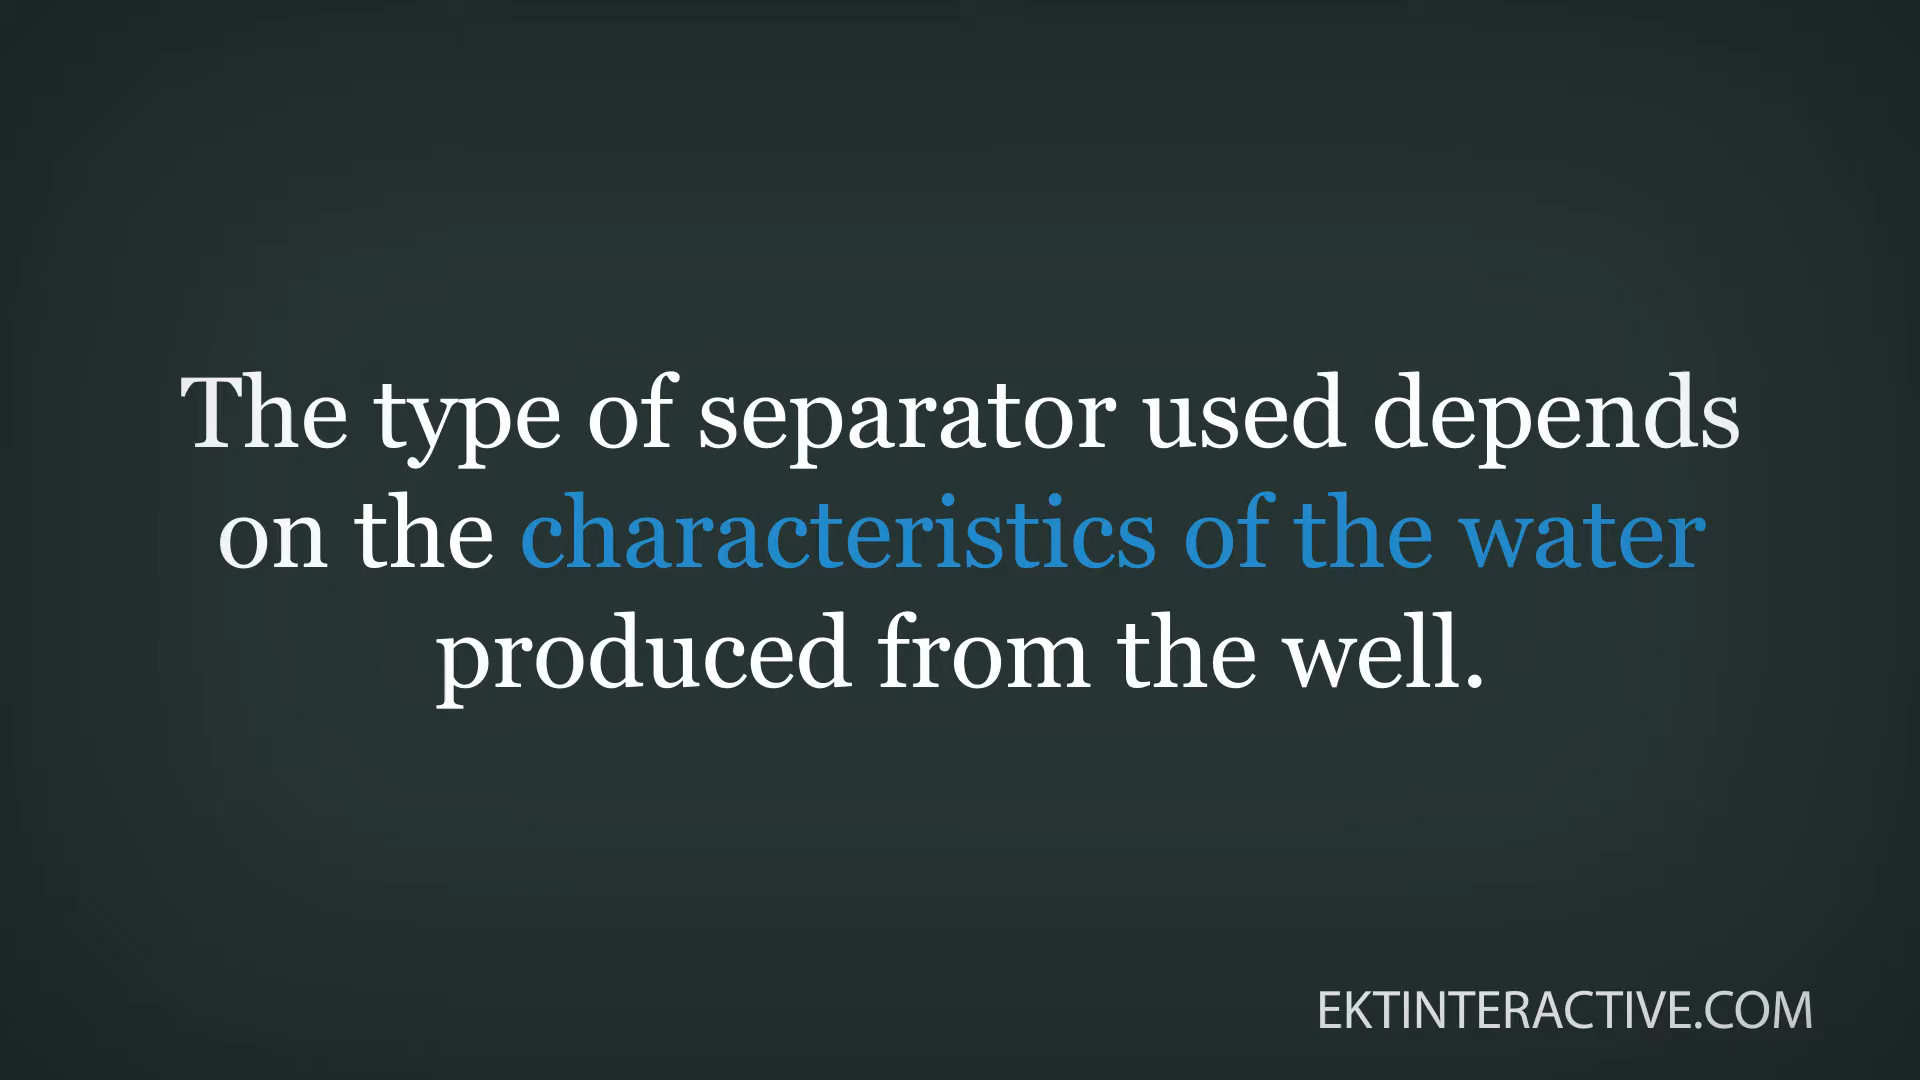 The type of separator used depends
on the characteristics of the water
produced from the well.
EKTINTERACTIVE.COM